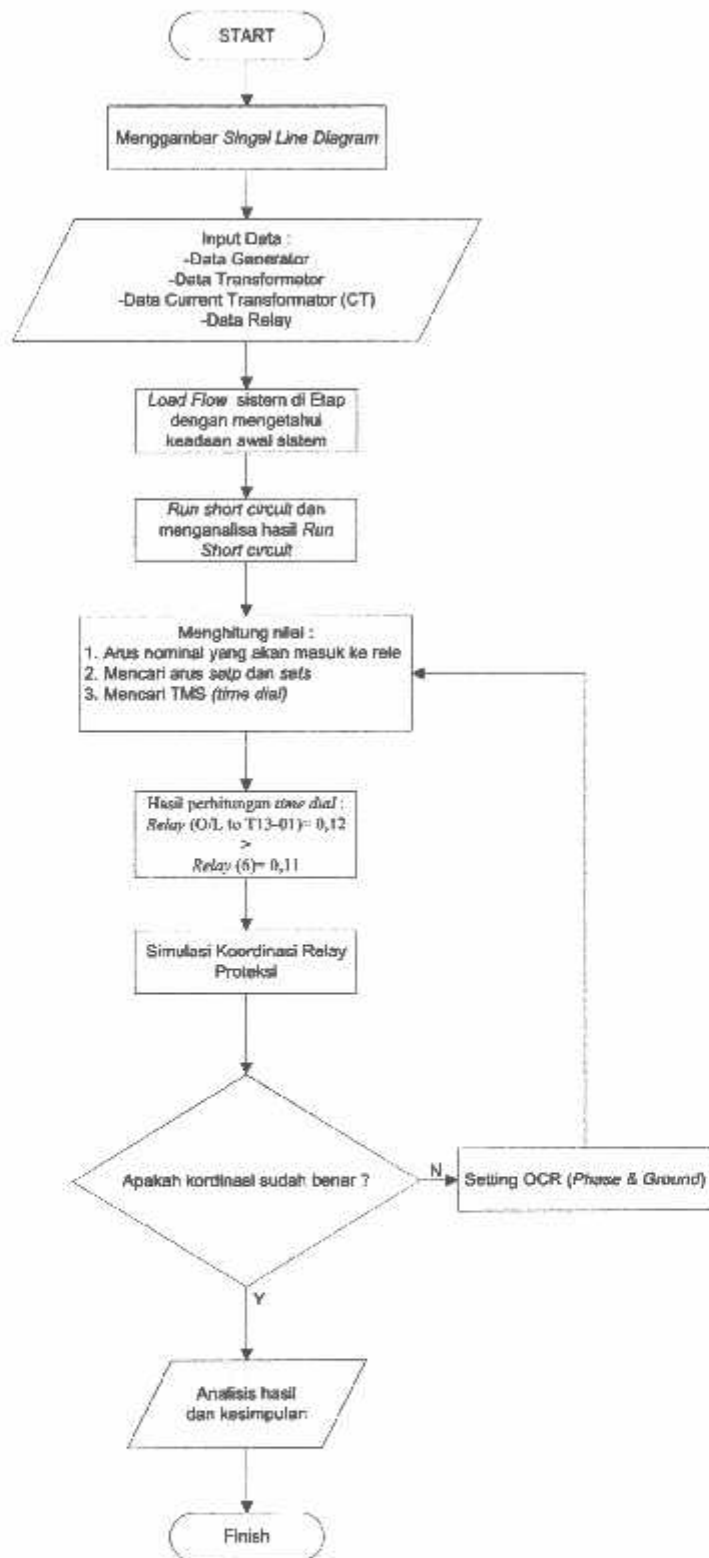 START
Menggambar Singel Line Diagram
Input Data :
-Data Generator
-Data Transformator
-Data Current Transformator (CT)
-Data Relay
Load Flow sistem di Etap
dengan mengetahui
keadaan awal sistem
Run short circuit dan
menganalisa hasil Run
Short circuit
Menghitung nilai :
1. Arus nominal yang akan masuk ke rele
2. Mencari arus setp dan sets
3. Mencari TMS (time dial)
Hasil perhitungan time dial :
Relay (O/L to T13-01)= 0,12
>
Relay (6)= 0,11
Simulasi Koordinasi Relay
Proteksi
Apakah kordinasi sudah benar ?
N
Setting OCR (Phase & Ground)
Y
Analisis hasil
dan kesimpulan
Finish